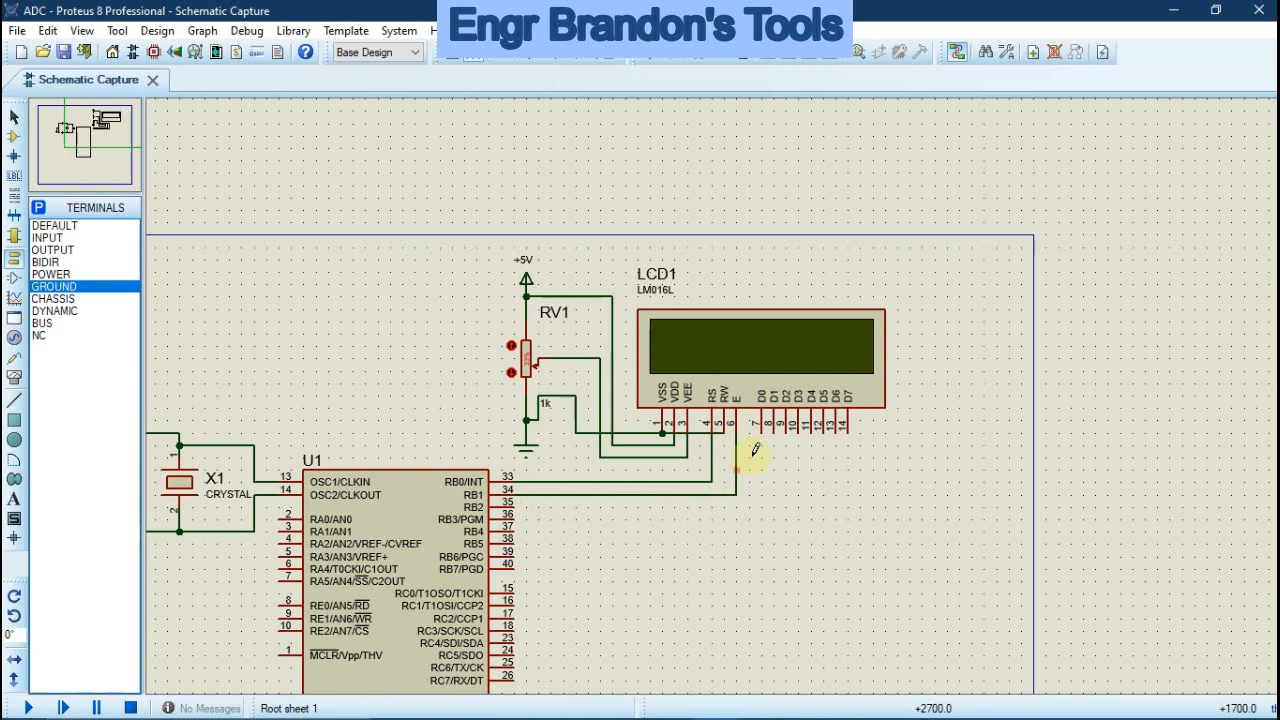 ADC - Proteus 8 Professional - Schematic Capture
Engr Brandon's Tools
File Edit View Tool Design Graph Debug Library Template System H
Base Design
Schematic Capture
P TERMINALS
LBL
DEFAULT
INPUT
OUTPUT
BIDIR
POWER
GROUND
CHASSIS
DYNAMIC
BUS
NC
A
S
0°
+5V
RV1
33%
1k
LCD1
LM016L
VSS VDD VEE RS RW E D0 D1 D2 D3 D4 D5 D6 D7
1 2 3 4 5 6 7 8 9 10 11 12 13 14
X1
CRYSTAL
1
2
U1
13 OSC1/CLKIN RB0/INT 33
14 OSC2/CLKOUT RB1 34
RB2 35
2 RA0/AN0 RB3/PGM 36
3 RA1/AN1 RB4 37
4 RA2/AN2/VREF-/CVREF RB5 38
5 RA3/AN3/VREF+ RB6/PGC 39
6 RA4/T0CKI/C1OUT RB7/PGD 40
7 RA5/AN4/SS/C2OUT
RC0/T1OSO/T1CKI 15
8 RE0/AN5/RD RC1/T1OSI/CCP2 16
9 RE1/AN6/WR RC2/CCP1 17
10 RE2/AN7/CS RC3/SCK/SCL 18
RC4/SDI/SDA 23
1 MCLR/Vpp/THV RC5/SDO 24
RC6/TX/CK 25
RC7/RX/DT 26
No Messages Root sheet 1 +2700.0 +1700.0 th